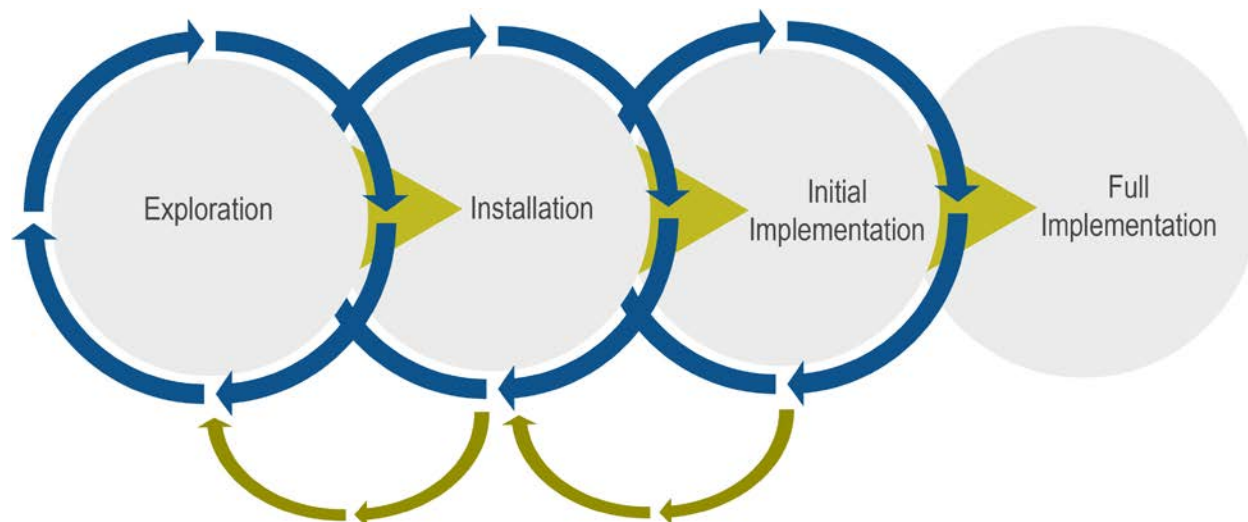 Exploration
Installation
Initial
Implementation
Full
Implementation